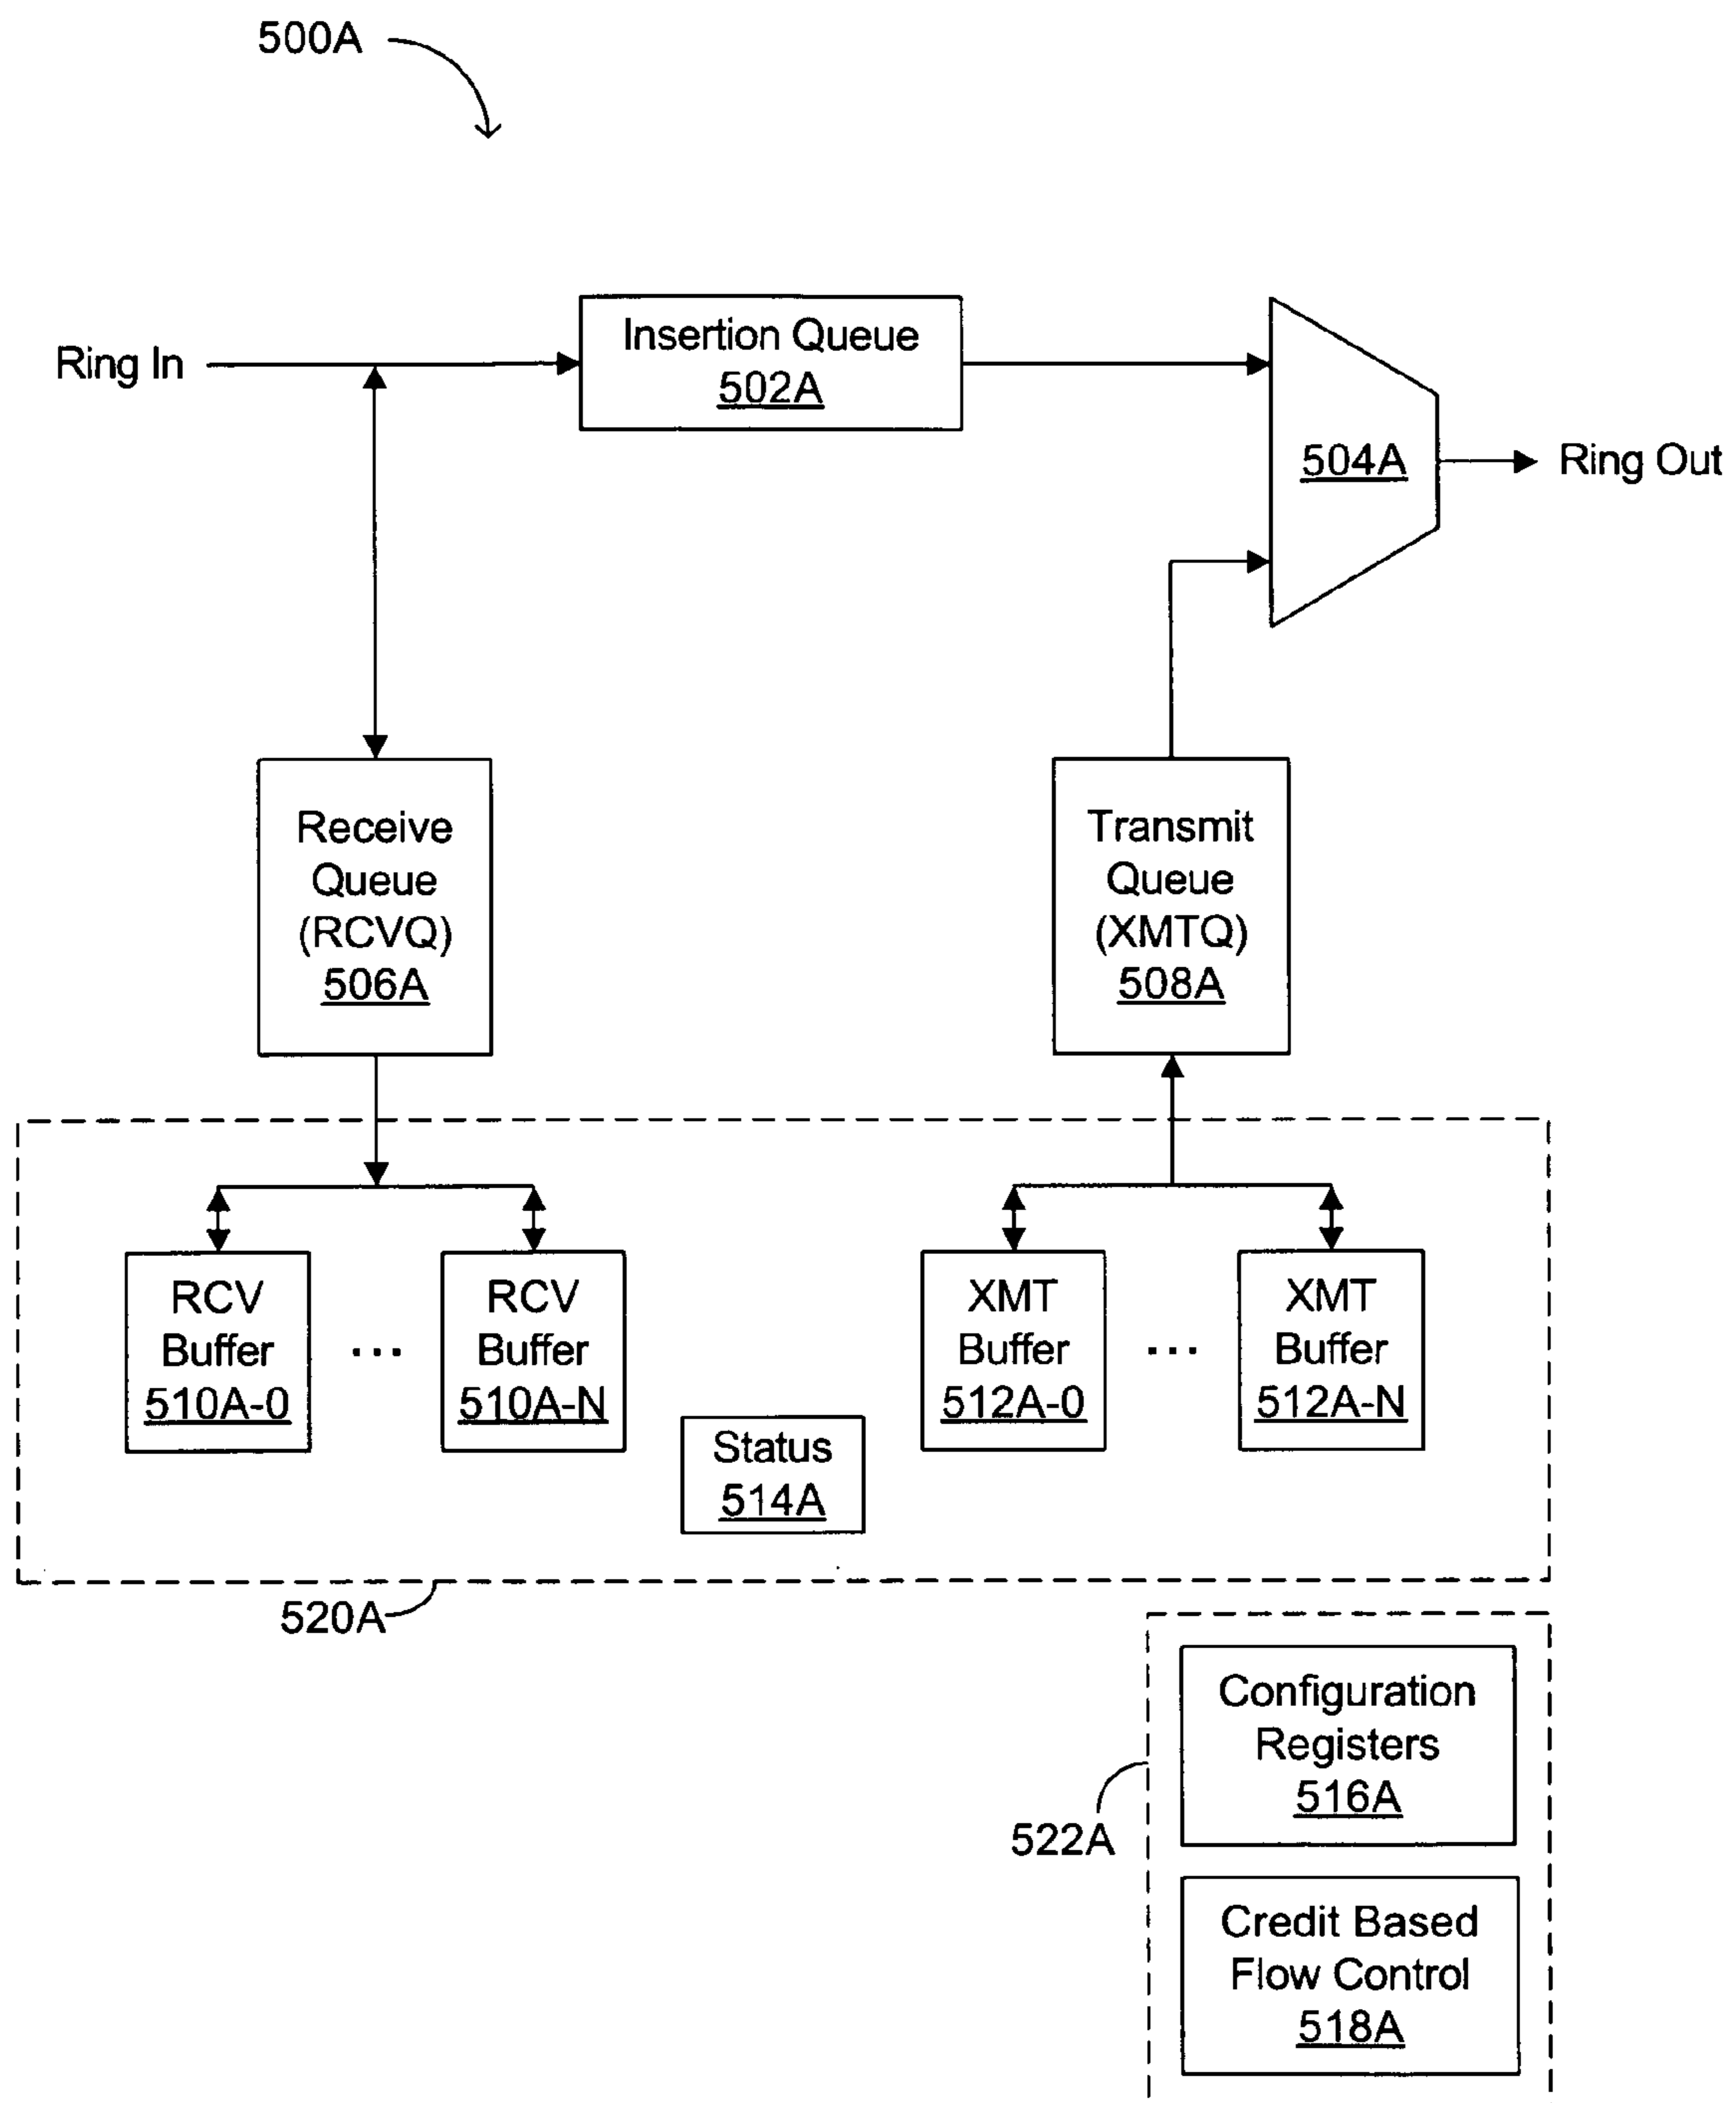 500A
Ring In
Insertion Queue
502A
504A
Ring Out
Receive
Queue
(RCVQ)
506A
Transmit
Queue
(XMTQ)
508A
RCV
Buffer
510A-0
...
RCV
Buffer
510A-N
Status
514A
XMT
Buffer
512A-0
...
XMT
Buffer
512A-N
520A
522A
Configuration
Registers
516A
Credit Based
Flow Control
518A